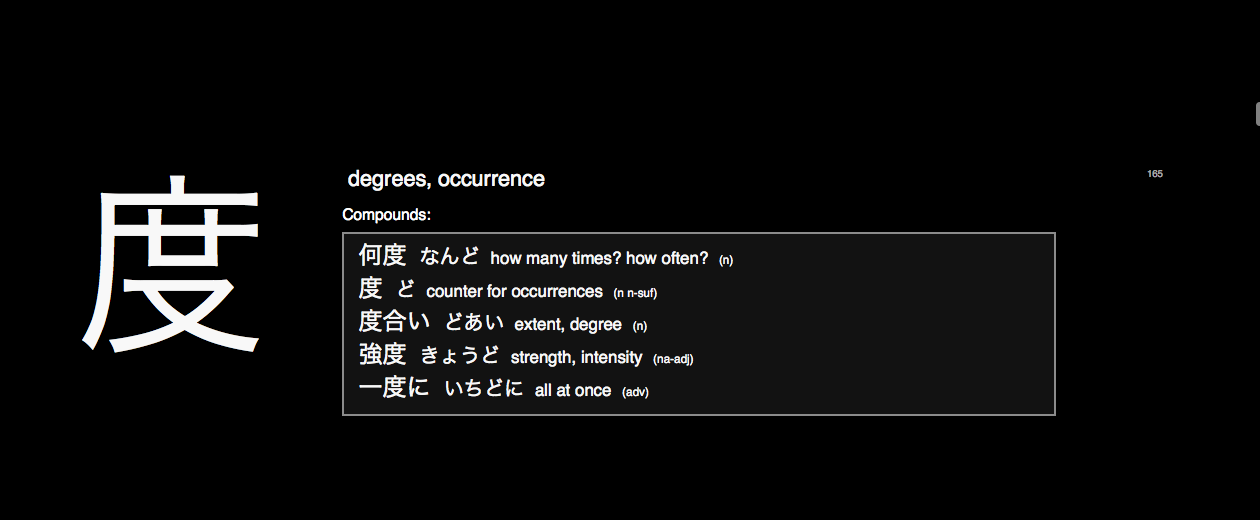 度
degrees, occurrence
165
Compounds:
何度 なんど how many times? how often? (n)
度 ど counter for occurrences (n n-suf)
度合い どあい extent, degree (n)
強度 きょうど strength, intensity (na-adj)
一度に いちどに all at once (adv)